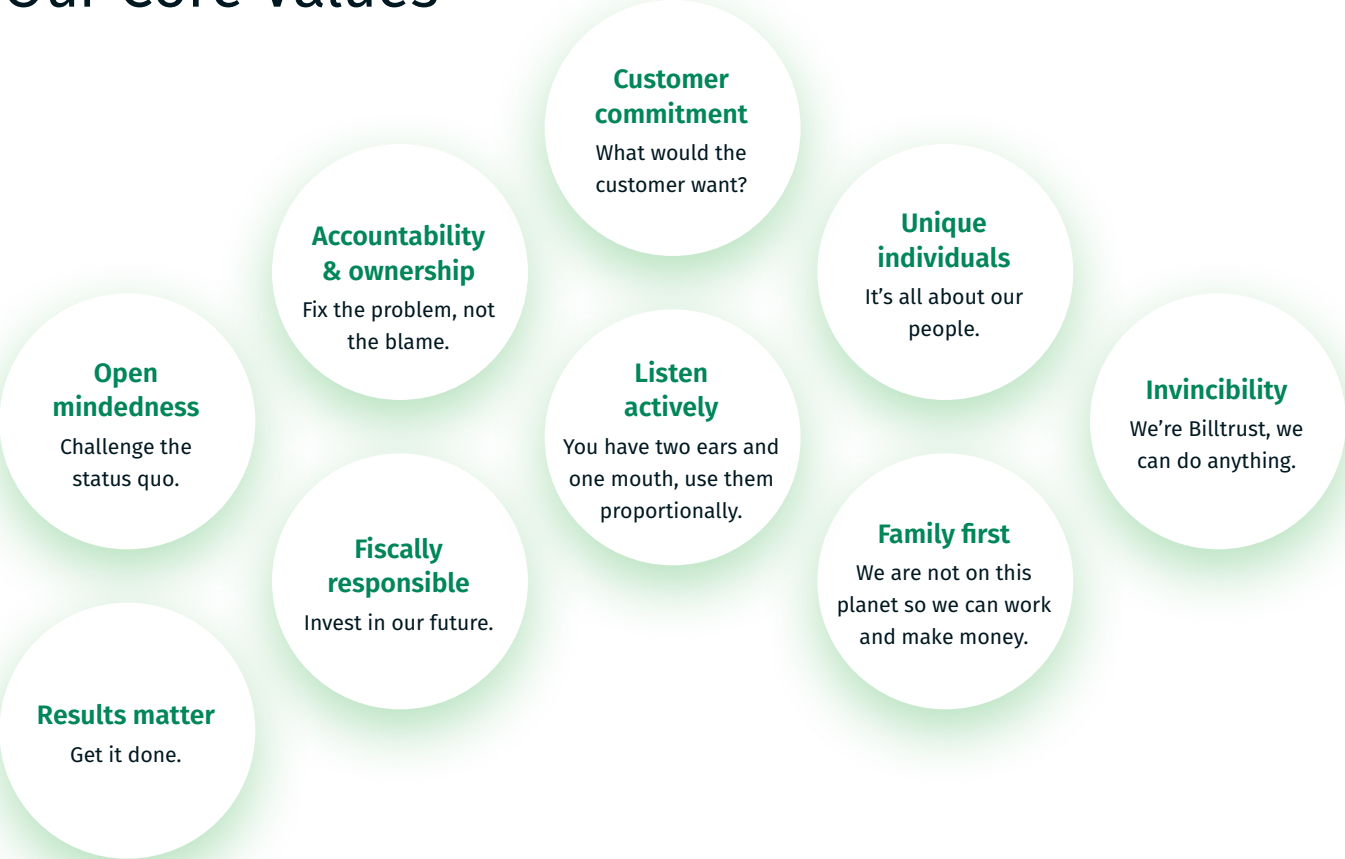 Our Core Values
Customer
commitment
What would the
customer want?
Accountability
& ownership
Fix the problem, not
the blame.
Unique
individuals
It's all about our
people.
Open
mindedness
Challenge the
status quo.
Listen
actively
You have two ears and
one mouth, use them
proportionally.
Invincibility
We're Billtrust, we
can do anything.
Fiscally
responsible
Invest in our future.
Family first
We are not on this
planet so we can work
and make money.
Results matter
Get it done.